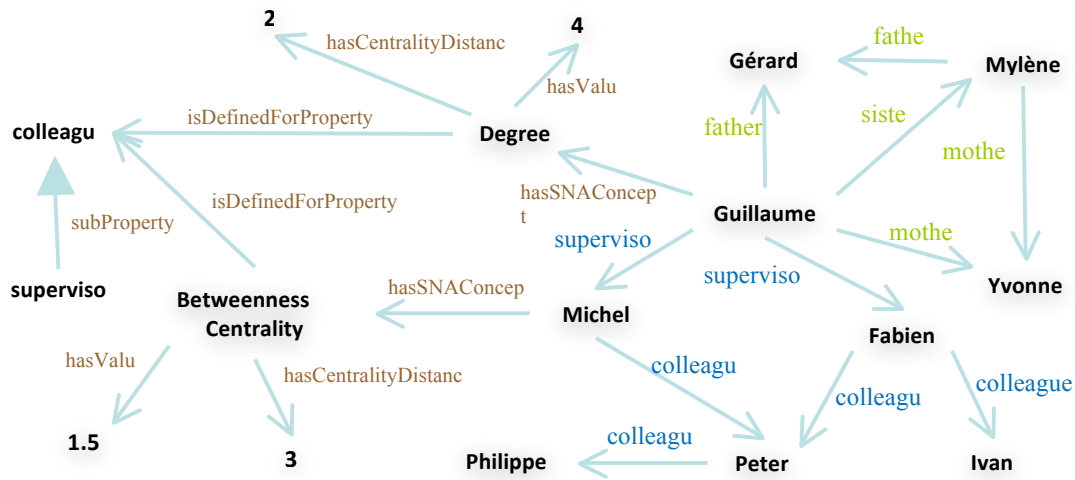 2
4
hasCentralityDistanc
fathe
Gérard
Mylène
hasValu
isDefinedForProperty
colleagu
Degree
father
siste
mothe
hasSNAConcep
t
isDefinedForProperty
Guillaume
subProperty
superviso
mothe
superviso
superviso
hasSNAConcep
Yvonne
Betweenness
Centrality
Michel
Fabien
hasValu
hasCentralityDistanc
colleagu
colleague
colleagu
colleagu
1.5
3
Philippe
Peter
Ivan